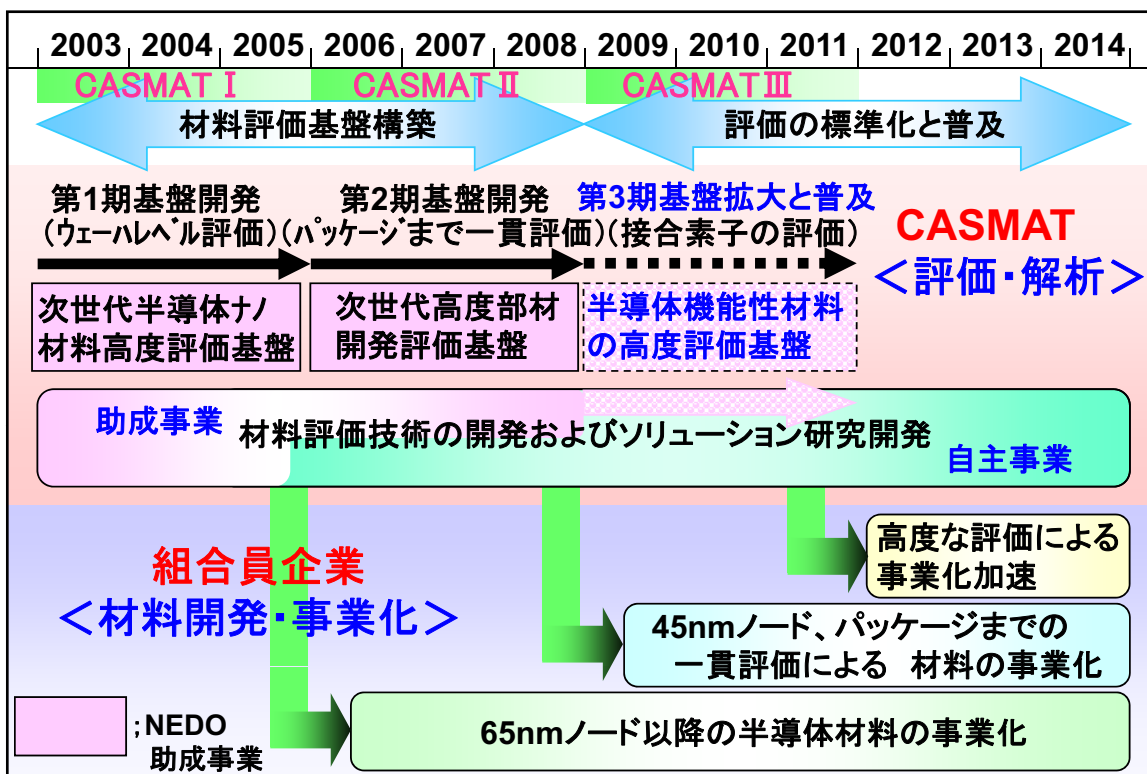 2003 2004 2005 2006 2007 2008 2009 2010 2011 2012 2013 2014
CASMATⅠ CASMATⅡ CASMATⅢ
材料評価基盤構築
評価の標準化と普及
第1期基盤開発
(ウェーハレベル評価)
第2期基盤開発
(パッケージまで一貫評価)
第3期基盤拡大と普及
(接合素子の評価)
CASMAT
<評価・解析>
次世代半導体ナノ
材料高度評価基盤
次世代高度部材
開発評価基盤
半導体機能性材料
の高度評価基盤
助成事業
材料評価技術の開発およびソリューション研究開発
自主事業
組合員企業
<材料開発・事業化>
高度な評価による
事業化加速
45nmノード、パッケージまでの
一貫評価による 材料の事業化
65nmノード以降の半導体材料の事業化
;NEDO
助成事業